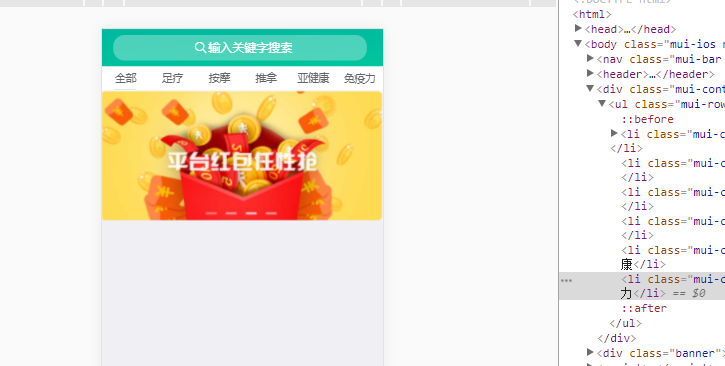 输入关键字搜索
全部 足疗 按摩 推拿 亚健康 免疫力
平台红包任性抢
<html>
▶<head>…</head>
▼<body class="mui-ios
▶<nav class="mui-bar
▶<header>…</header>
▼<div class="mui-cont
▼<ul class="mui-row
::before
▶<li class="mui-c
</li>
<li class="mui-c
</li>
<li class="mui-c
</li>
<li class="mui-c
</li>
<li class="mui-c
康</li>
… <li class="mui-c
力</li> == $0
::after
</ul>
</div>
▶<div class="banner">